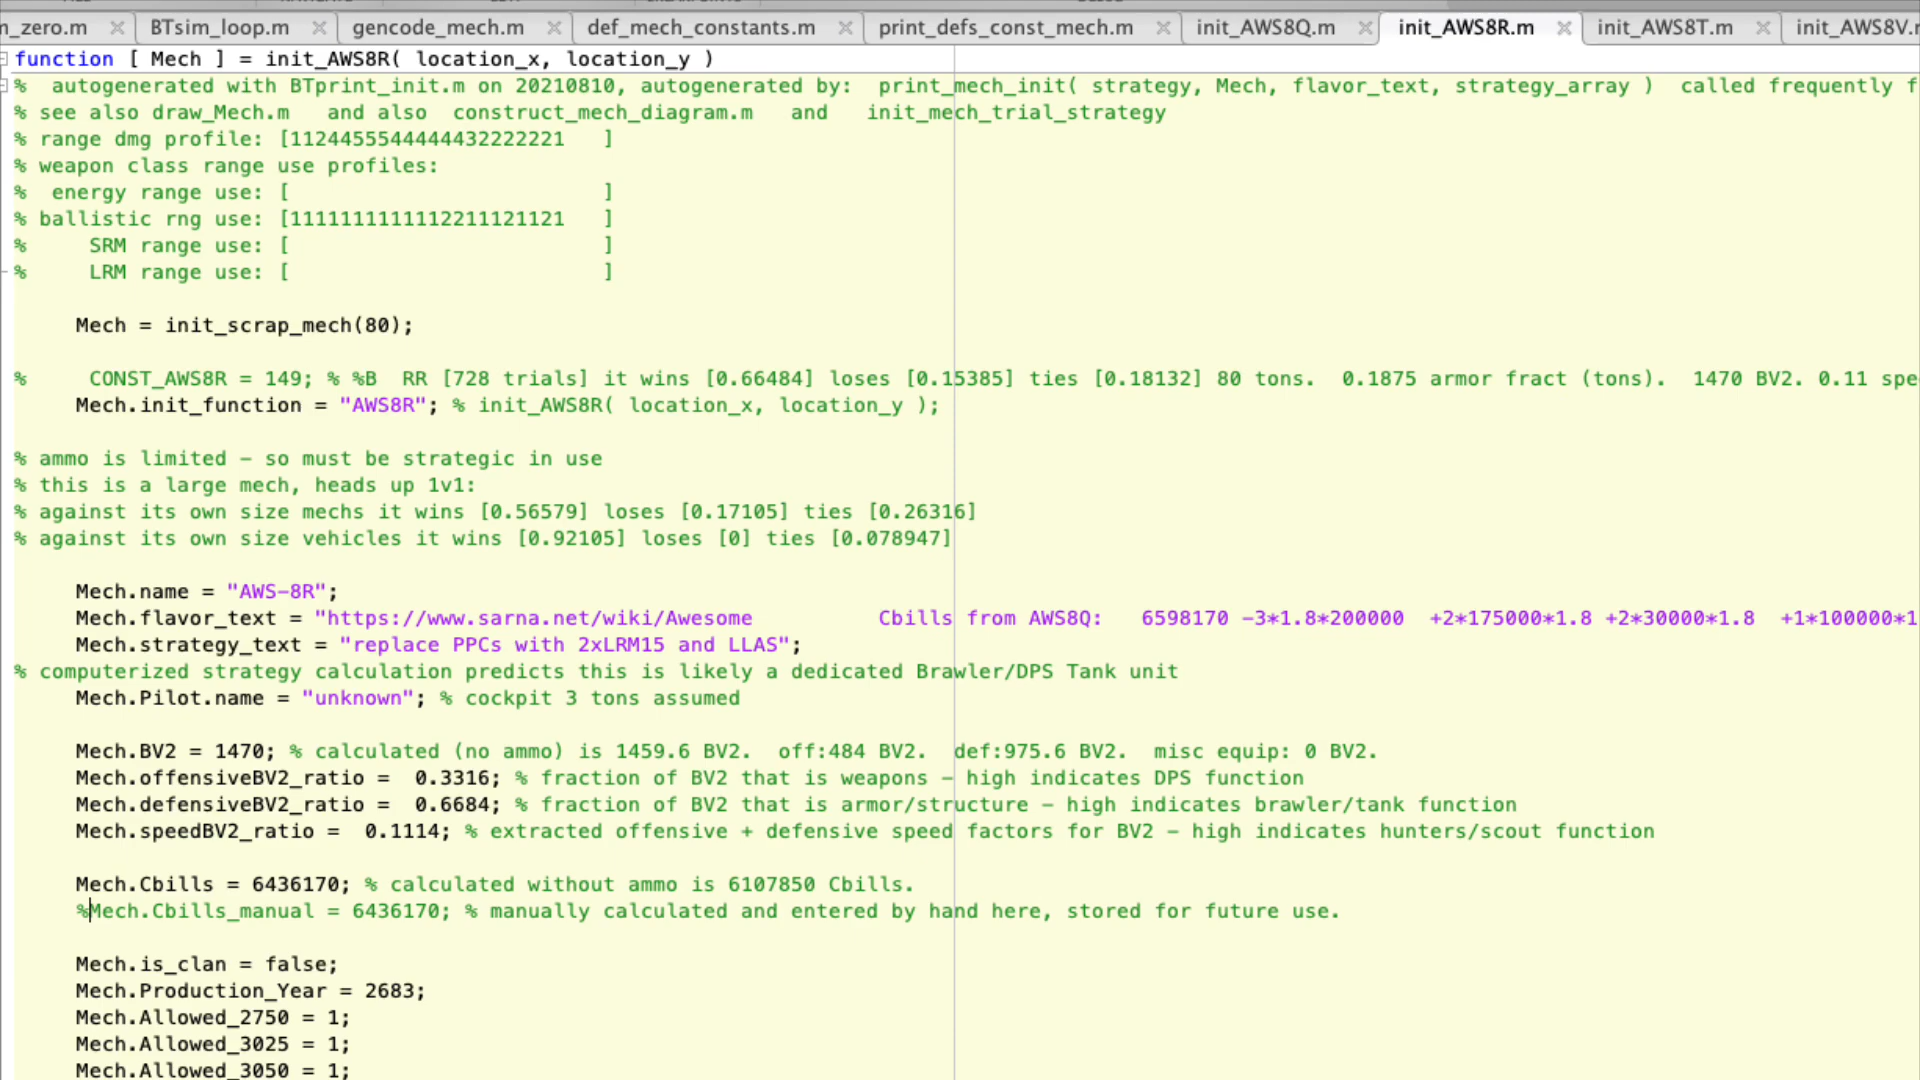 m_zero.m BTsim_loop.m gencode_mech.m def_mech_constants.m print_defs_const_mech.m init_AWS8Q.m init_AWS8R.m init_AWS8T.m init_AWS8V.m
function [ Mech ] = init_AWS8R( location_x, location_y )
%  autogenerated with BTprint_init.m on 20210810, autogenerated by:  print_mech_init( strategy, Mech, flavor_text, strategy_array )  called frequently f
% see also draw_Mech.m   and also  construct_mech_diagram.m   and   init_mech_trial_strategy
% range dmg profile: [1124455544444432222221   ]
% weapon class range use profiles:
%  energy range use: [                         ]
% ballistic rng use: [1111111111112211121121   ]
%     SRM range use: [                         ]
%     LRM range use: [                         ]
Mech = init_scrap_mech(80);
%     CONST_AWS8R = 149; % %B  RR [728 trials] it wins [0.66484] loses [0.15385] ties [0.18132] 80 tons.  0.1875 armor fract (tons).  1470 BV2. 0.11 spe
Mech.init_function = "AWS8R"; % init_AWS8R( location_x, location_y );
% ammo is limited – so must be strategic in use
% this is a large mech, heads up 1v1:
% against its own size mechs it wins [0.56579] loses [0.17105] ties [0.26316]
% against its own size vehicles it wins [0.92105] loses [0] ties [0.078947]
Mech.name = "AWS–8R";
Mech.flavor_text = "https://www.sarna.net/wiki/Awesome          Cbills from AWS8Q:   6598170 –3*1.8*200000  +2*175000*1.8 +2*30000*1.8  +1*100000*1
Mech.strategy_text = "replace PPCs with 2xLRM15 and LLAS";
% computerized strategy calculation predicts this is likely a dedicated Brawler/DPS Tank unit
Mech.Pilot.name = "unknown"; % cockpit 3 tons assumed
Mech.BV2 = 1470; % calculated (no ammo) is 1459.6 BV2.  off:484 BV2.  def:975.6 BV2.  misc equip: 0 BV2.
Mech.offensiveBV2_ratio =  0.3316; % fraction of BV2 that is weapons – high indicates DPS function
Mech.defensiveBV2_ratio =  0.6684; % fraction of BV2 that is armor/structure – high indicates brawler/tank function
Mech.speedBV2_ratio =  0.1114; % extracted offensive + defensive speed factors for BV2 – high indicates hunters/scout function
Mech.Cbills = 6436170; % calculated without ammo is 6107850 Cbills.
%Mech.Cbills_manual = 6436170; % manually calculated and entered by hand here, stored for future use.
Mech.is_clan = false;
Mech.Production_Year = 2683;
Mech.Allowed_2750 = 1;
Mech.Allowed_3025 = 1;
Mech.Allowed_3050 = 1;